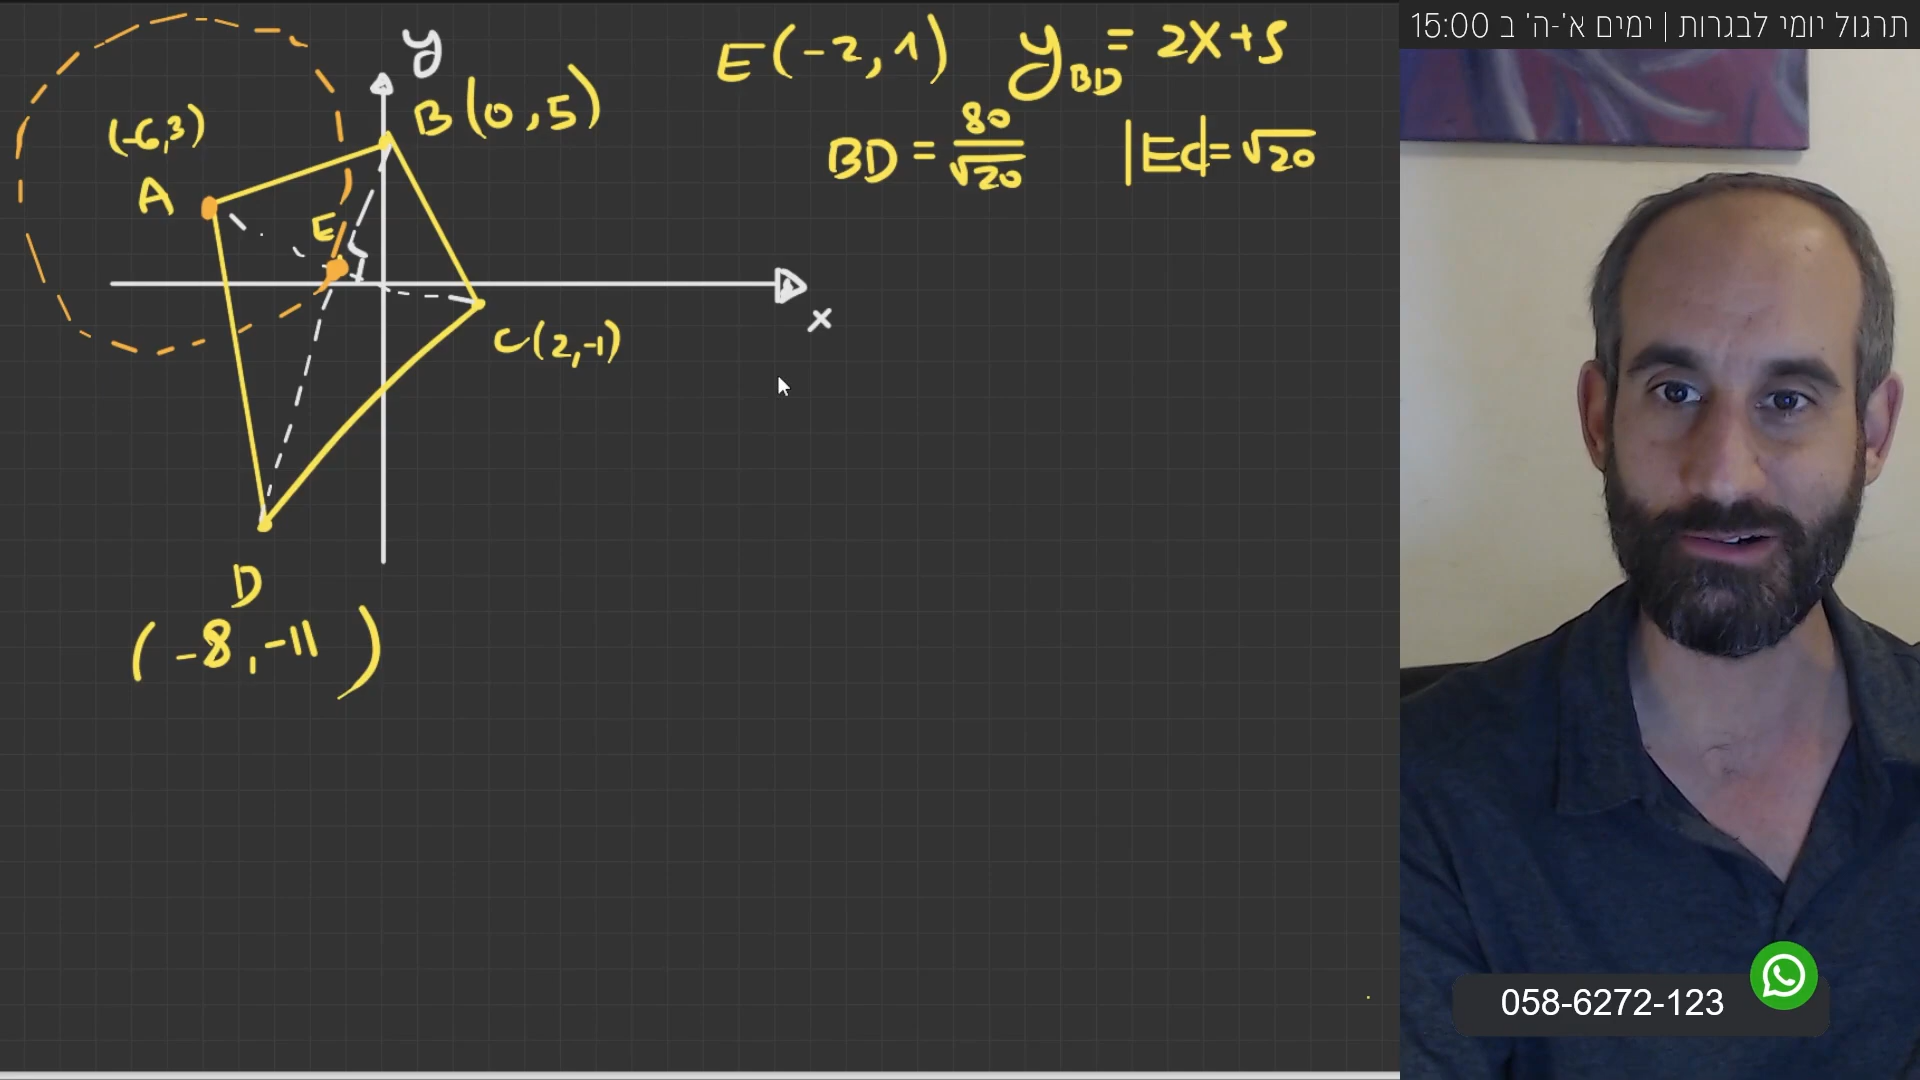 תרגול יומי לבגרות | ימים א'-ה' ב 15:00
y
B(0,5)
E(-2,1)
y_BD = 2x+5
(-6,3)
A
BD = 80/√20
|EC|= √20
E
x
C(2,-1)
D
(-8,-11)
058-6272-123